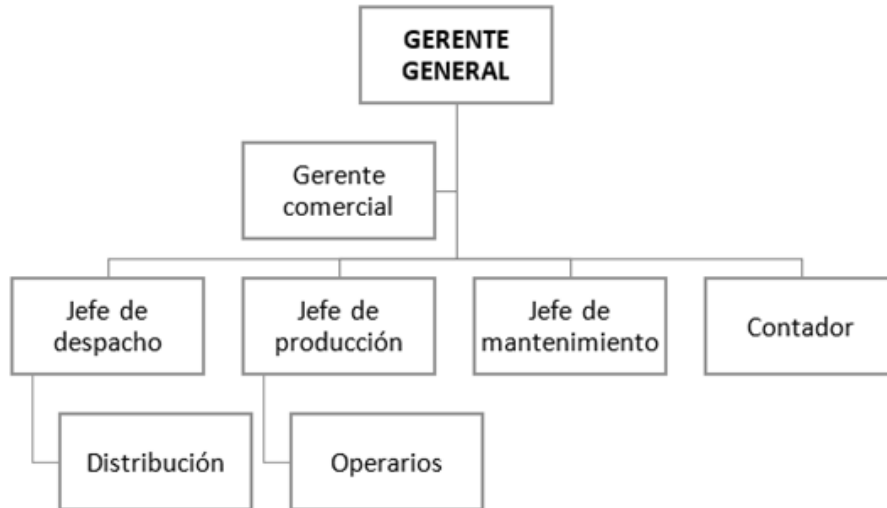 GERENTE
GENERAL
Gerente
comercial
Jefe de
despacho
Jefe de
producción
Jefe de
mantenimiento
Contador
Distribución
Operarios